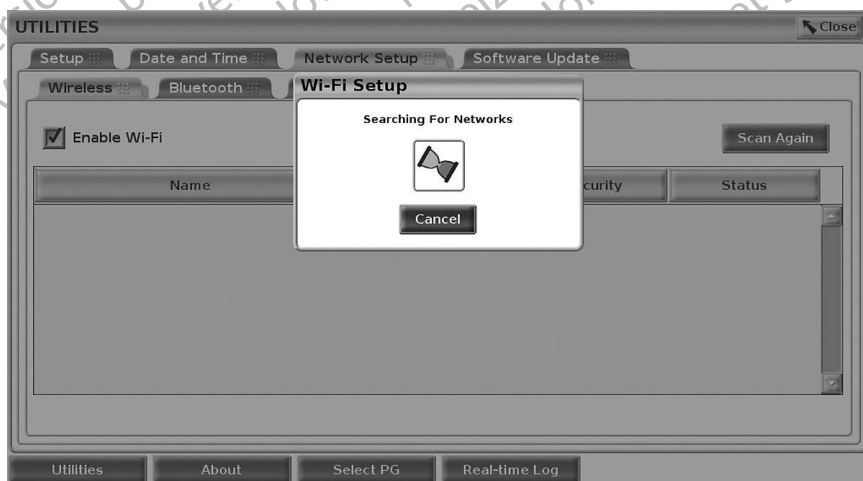 UTILITIES
Close
Setup
Date and Time
Network Setup
Software Update
Wireless
Bluetooth
Wi-Fi Setup
Enable Wi-Fi
Searching For Networks
Scan Again
Name
Status
Cancel
Utilities
About
Select PG
Real-time Log